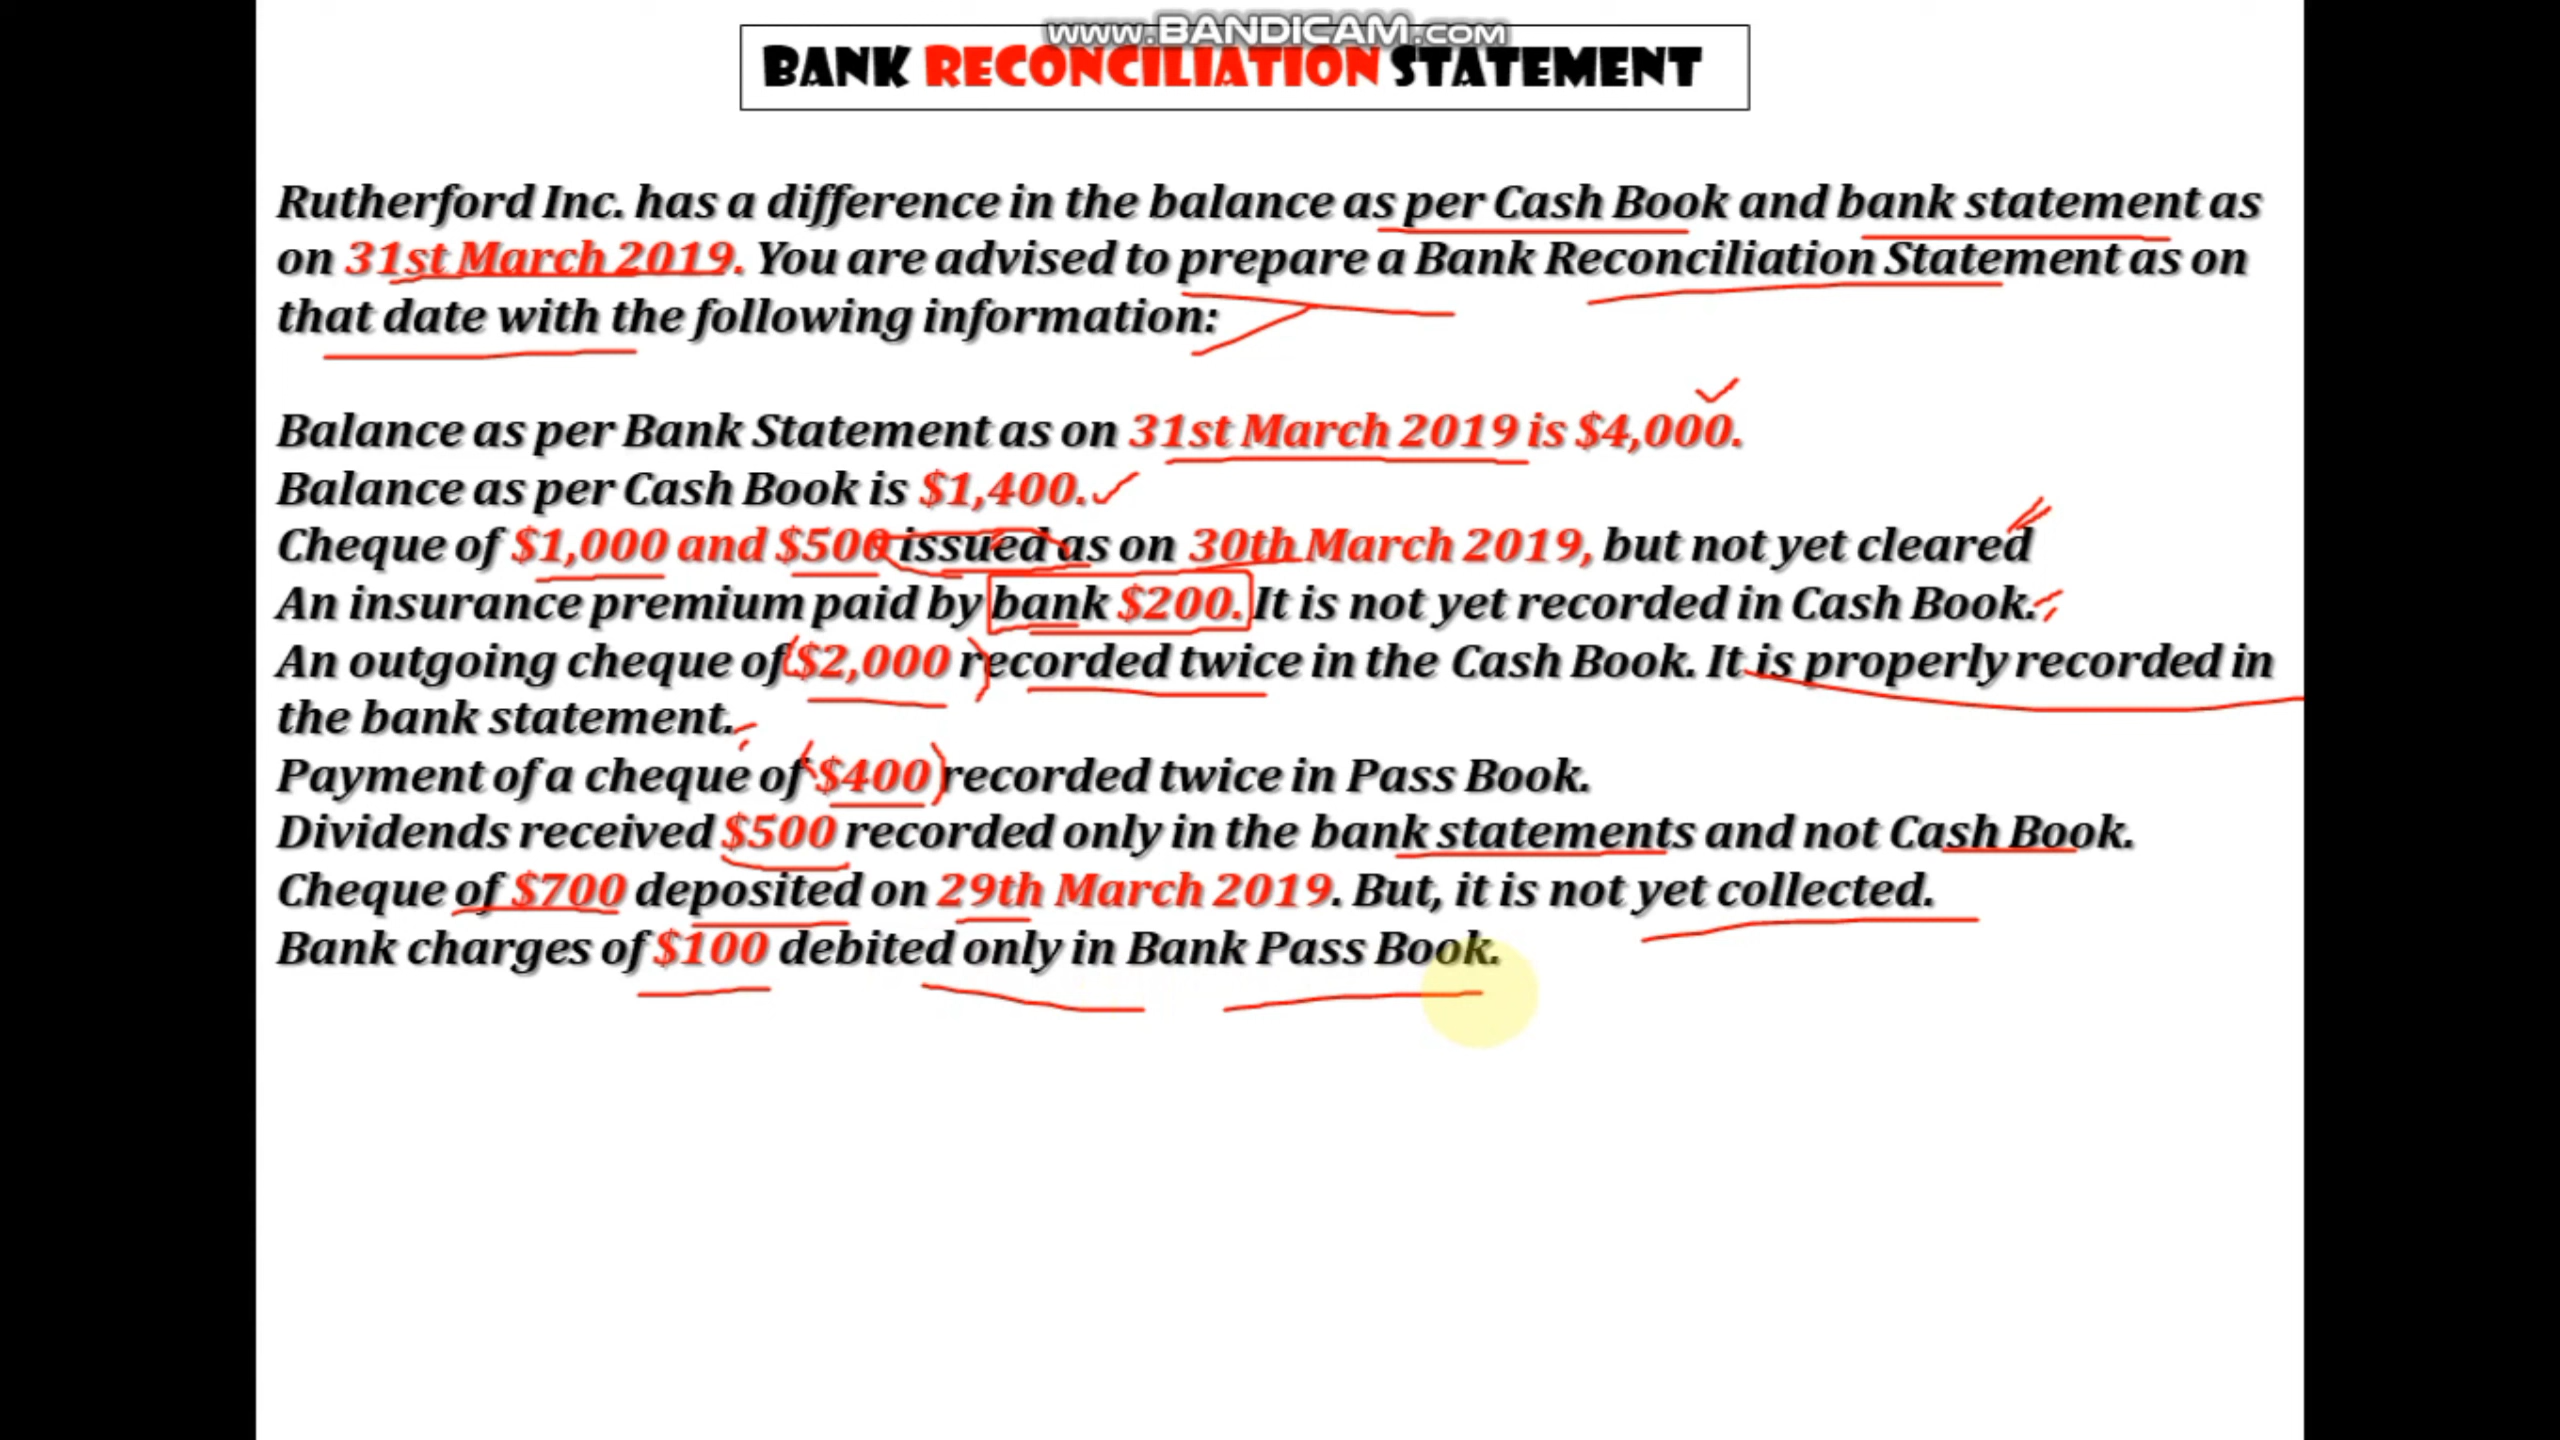 www.BANDICAM.com
BANK RECONCILIATION STATEMENT
Rutherford Inc. has a difference in the balance as per Cash Book and bank statement as
on 31st March 2019. You are advised to prepare a Bank Reconciliation Statement as on
that date with the following information:
Balance as per Bank Statement as on 31st March 2019 is $4,000.
Balance as per Cash Book is $1,400.
Cheque of $1,000 and $500 issued as on 30th March 2019, but not yet cleared
An insurance premium paid by bank $200. It is not yet recorded in Cash Book.
An outgoing cheque of $2,000 recorded twice in the Cash Book. It is properly recorded in
the bank statement.
Payment of a cheque of $400 recorded twice in Pass Book.
Dividends received $500 recorded only in the bank statements and not Cash Book.
Cheque of $700 deposited on 29th March 2019. But, it is not yet collected.
Bank charges of $100 debited only in Bank Pass Book.